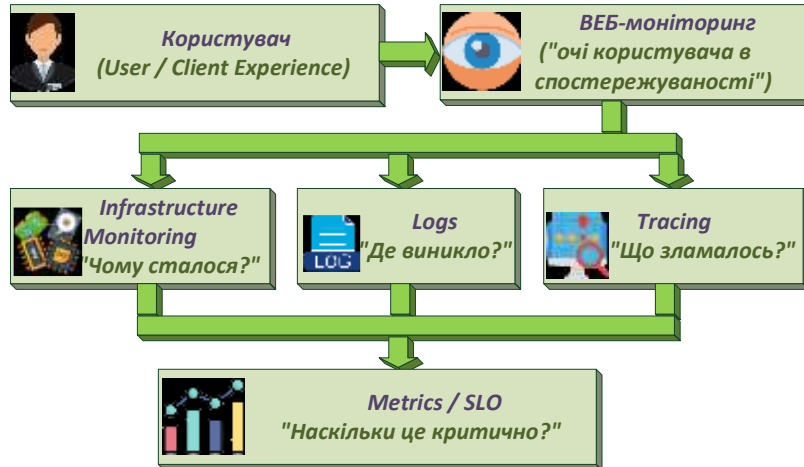 Користувач
(User / Client Experience)
ВЕБ-моніторинг
("очі користувача в
спостережуваності")
Infrastructure
Monitoring
"Чому сталося?"
LOG
Logs
"Де виникло?"
Tracing
"Що зламалось?"
Metrics / SLO
"Наскільки це критично?"